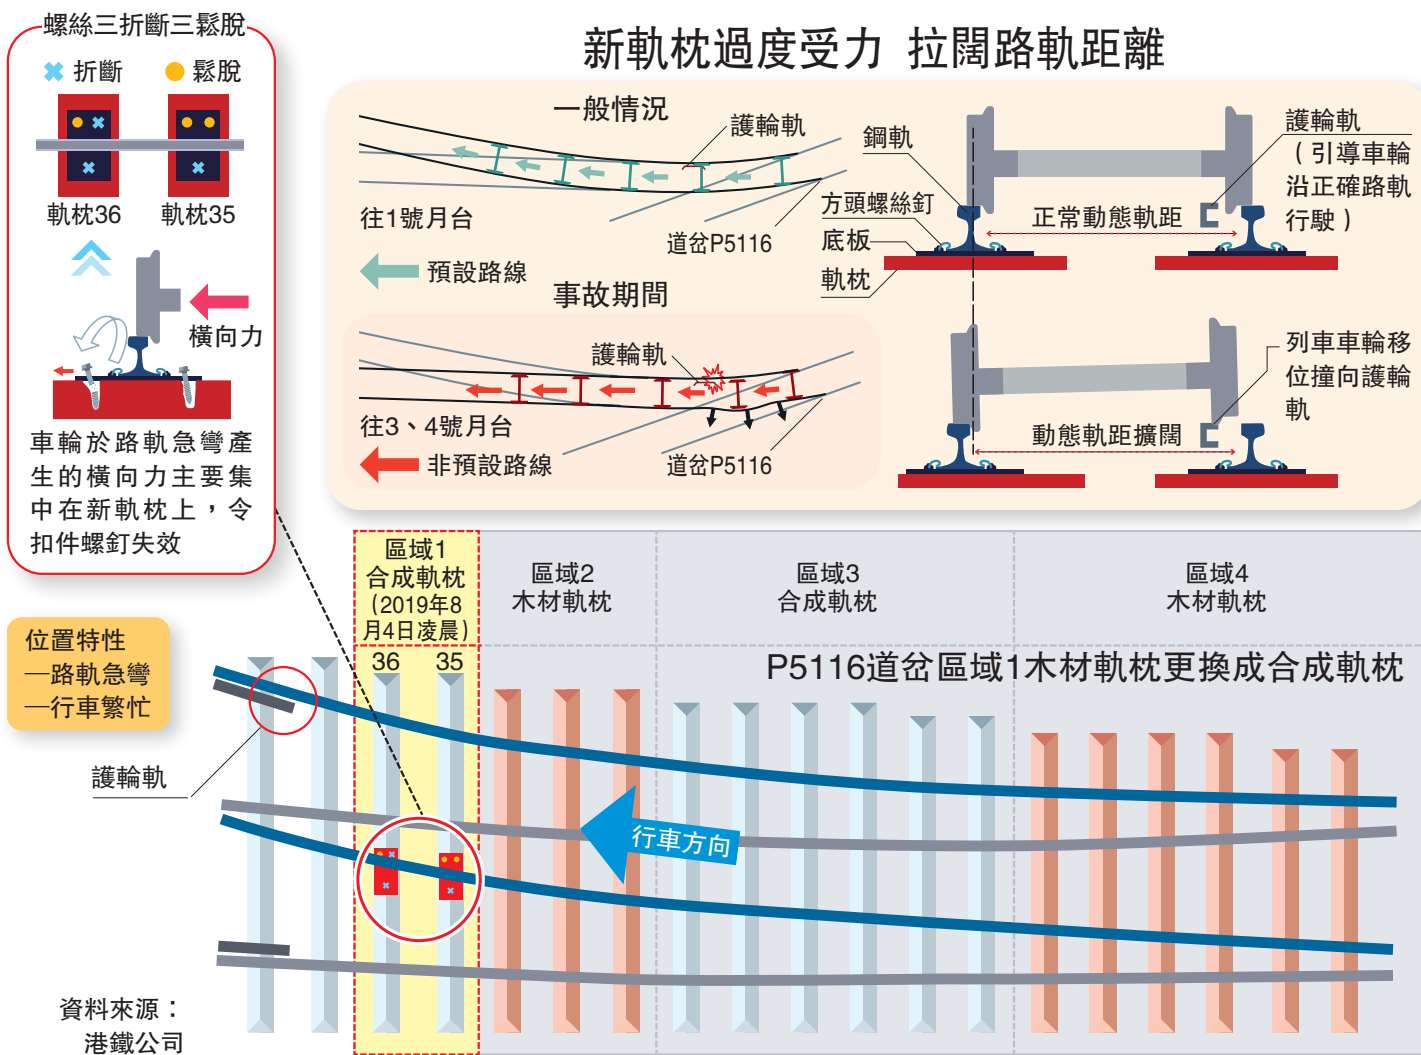 新軌枕過度受力 拉闊路軌距離
螺絲三折斷三鬆脫
折斷
鬆脫
軌枕36
軌枕35
橫向力
車輪於路軌急彎產
生的橫向力主要集
中在新軌枕上，令
扣件螺釘失效
一般情況
護輪軌
往1號月台
道岔P5116
預設路線
鋼軌
方頭螺絲釘
底板
軌枕
正常動態軌距
護輪軌
（引導車輪
沿正確路軌
行駛）
事故期間
護輪軌
往3、4號月台
道岔P5116
非預設路線
動態軌距擴闊
列車車輪移
位撞向護輪
軌
區域1
合成軌枕
(2019年8
月4日凌晨)
區域2
木材軌枕
區域3
合成軌枕
區域4
木材軌枕
36
35
P5116道岔區域1木材軌枕更換成合成軌枕
位置特性
—路軌急彎
—行車繁忙
護輪軌
行車方向
資料來源：
港鐵公司